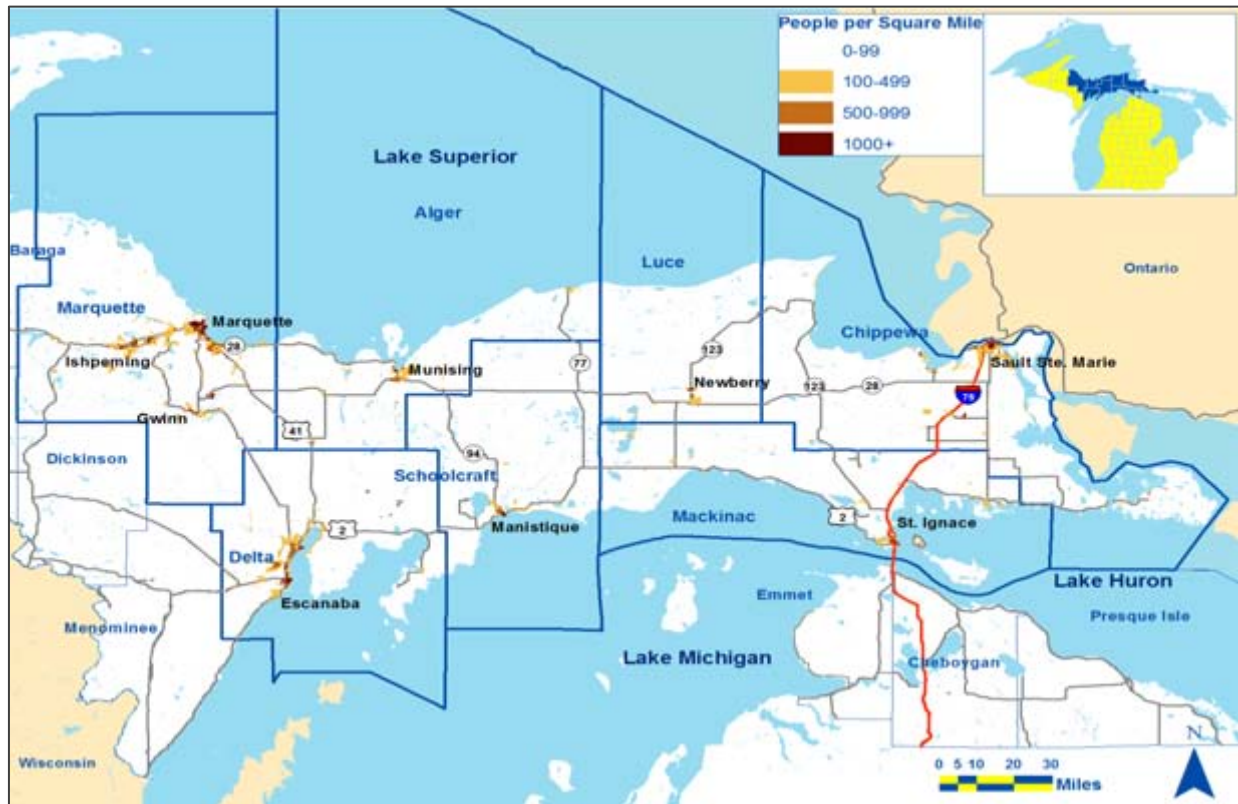 People per Square Mile
0-99
100-499
500-999
1000+
Lake Superior
Alger
Luce
Baraga
Ontario
Marquette
Marquette
Chippewa
28
Ishpeming
Munising
77
123
Sault Ste. Marie
Newberry
123
28
75
Gwinn
41
Dickinson
94
Schoolcraft
Manistique
Mackinac
2
St. Ignace
2
Delta
Escanaba
Emmet
Lake Huron
Menominee
Presque Isle
Lake Michigan
Cheboygan
N
Wisconsin
0 5 10 20 30
Miles